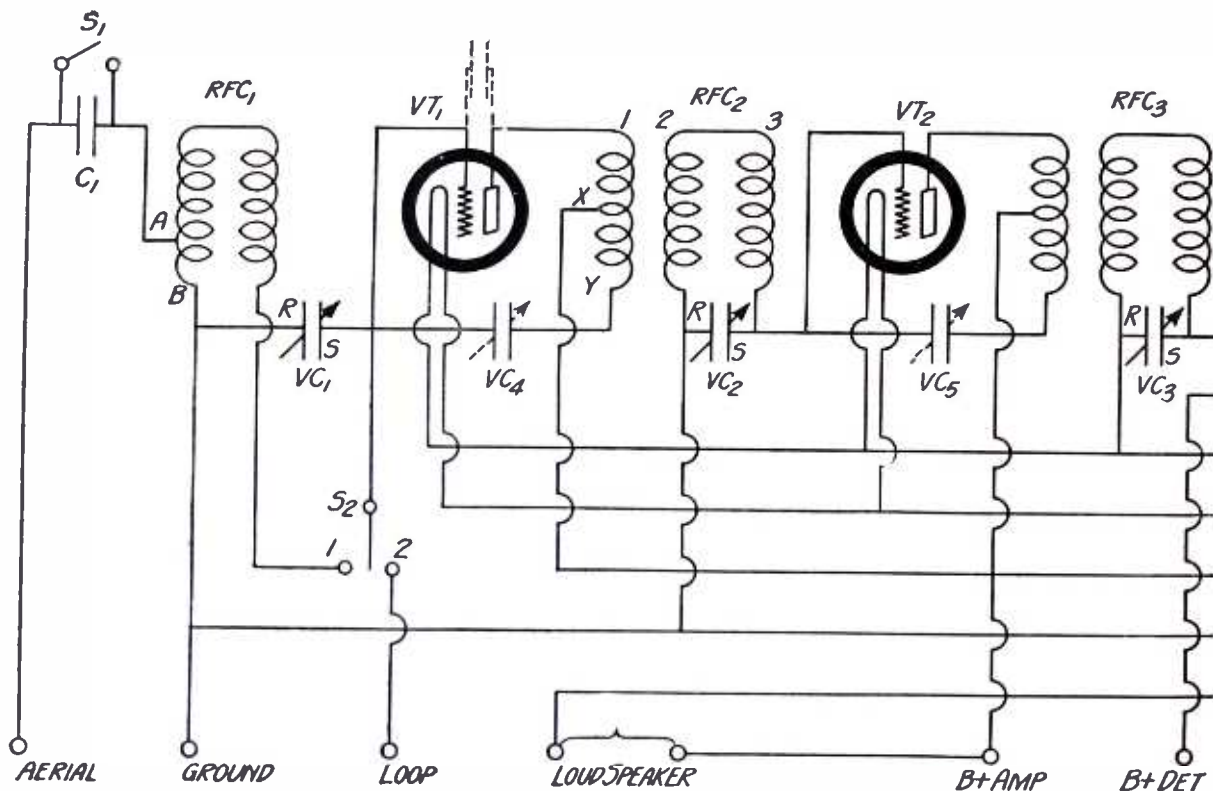 S1
RFC1
VT1
1
RFC2
2
3
VT2
RFC3
C1
A
X
B
Y
R
S
VC1
VC4
R
S
VC2
VC5
R
S
VC3
S2
1
2
AERIAL
GROUND
LOOP
LOUDSPEAKER
B+AMP
B+DET